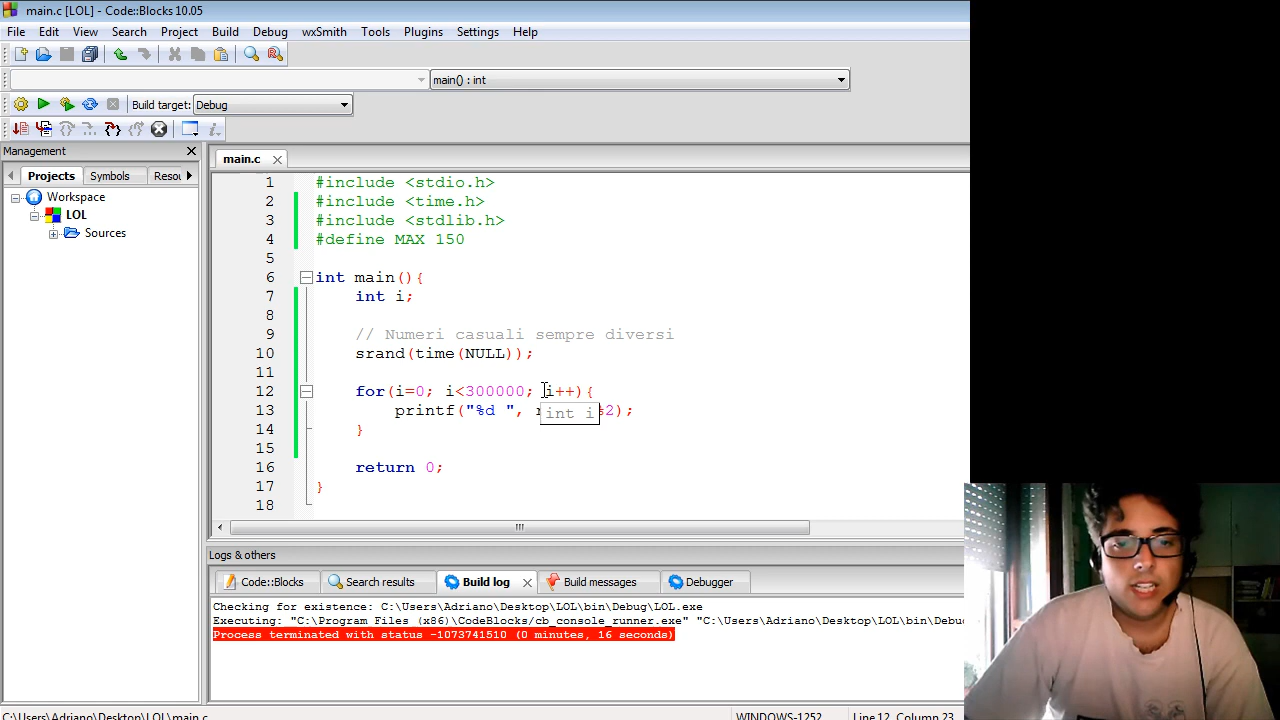 main.c [LOL] - Code::Blocks 10.05
File Edit View Search Project Build Debug wxSmith Tools Plugins Settings Help
main() : int
Build target: Debug
Management
main.c
Projects Symbols Resou
Workspace
LOL
Sources
1 #include <stdio.h>
2 #include <time.h>
3 #include <stdlib.h>
4 #define MAX 150
5
6 int main(){
7 int i;
8
9 // Numeri casuali sempre diversi
10 srand(time(NULL));
11
12 for(i=0; i<300000; i++){
13 printf("%d ", 2);
int i
14 }
15
16 return 0;
17 }
18
Logs & others
Code::Blocks Search results Build log Build messages Debugger
Checking for existence: C:\Users\Adriano\Desktop\LOL\bin\Debug\LOL.exe
Executing: "C:\Program Files (x86)\CodeBlocks/cb_console_runner.exe" "C:\Users\Adriano\Desktop\LOL\bin\Debug
Process terminated with status -1073741510 (0 minutes, 16 seconds)
C:\Users\Adriano\Desktop\LOL\main.c WINDOWS-1252 Line 12, Column 23